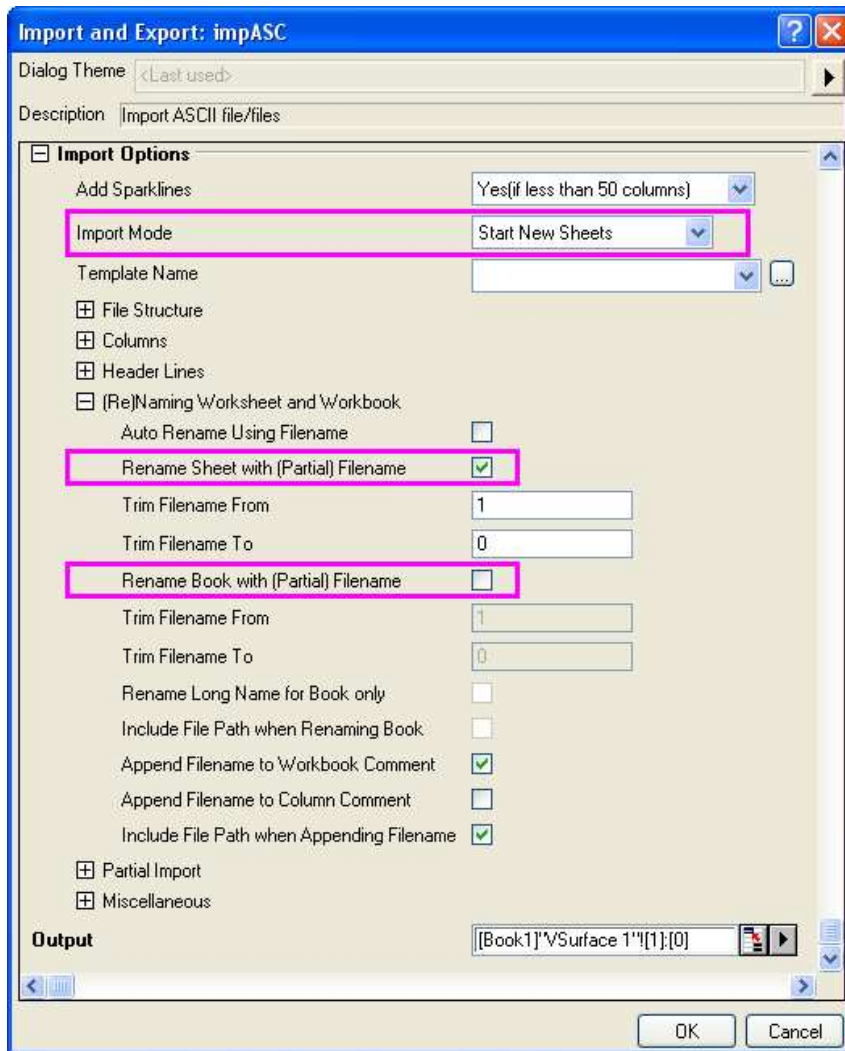 Import and Export: impASC
Dialog Theme <Last used>
Description Import ASCII file/files
Import Options
Add Sparklines Yes(if less than 50 columns)
Import Mode Start New Sheets
Template Name ...
File Structure
Columns
Header Lines
(Re)Naming Worksheet and Workbook
Auto Rename Using Filename
Rename Sheet with (Partial) Filename
Trim Filename From 1
Trim Filename To 0
Rename Book with (Partial) Filename
Trim Filename From 1
Trim Filename To 0
Rename Long Name for Book only
Include File Path when Renaming Book
Append Filename to Workbook Comment
Append Filename to Column Comment
Include File Path when Appending Filename
Partial Import
Miscellaneous
Output [Book1]"VSurface 1"![1]:[0]
OK Cancel